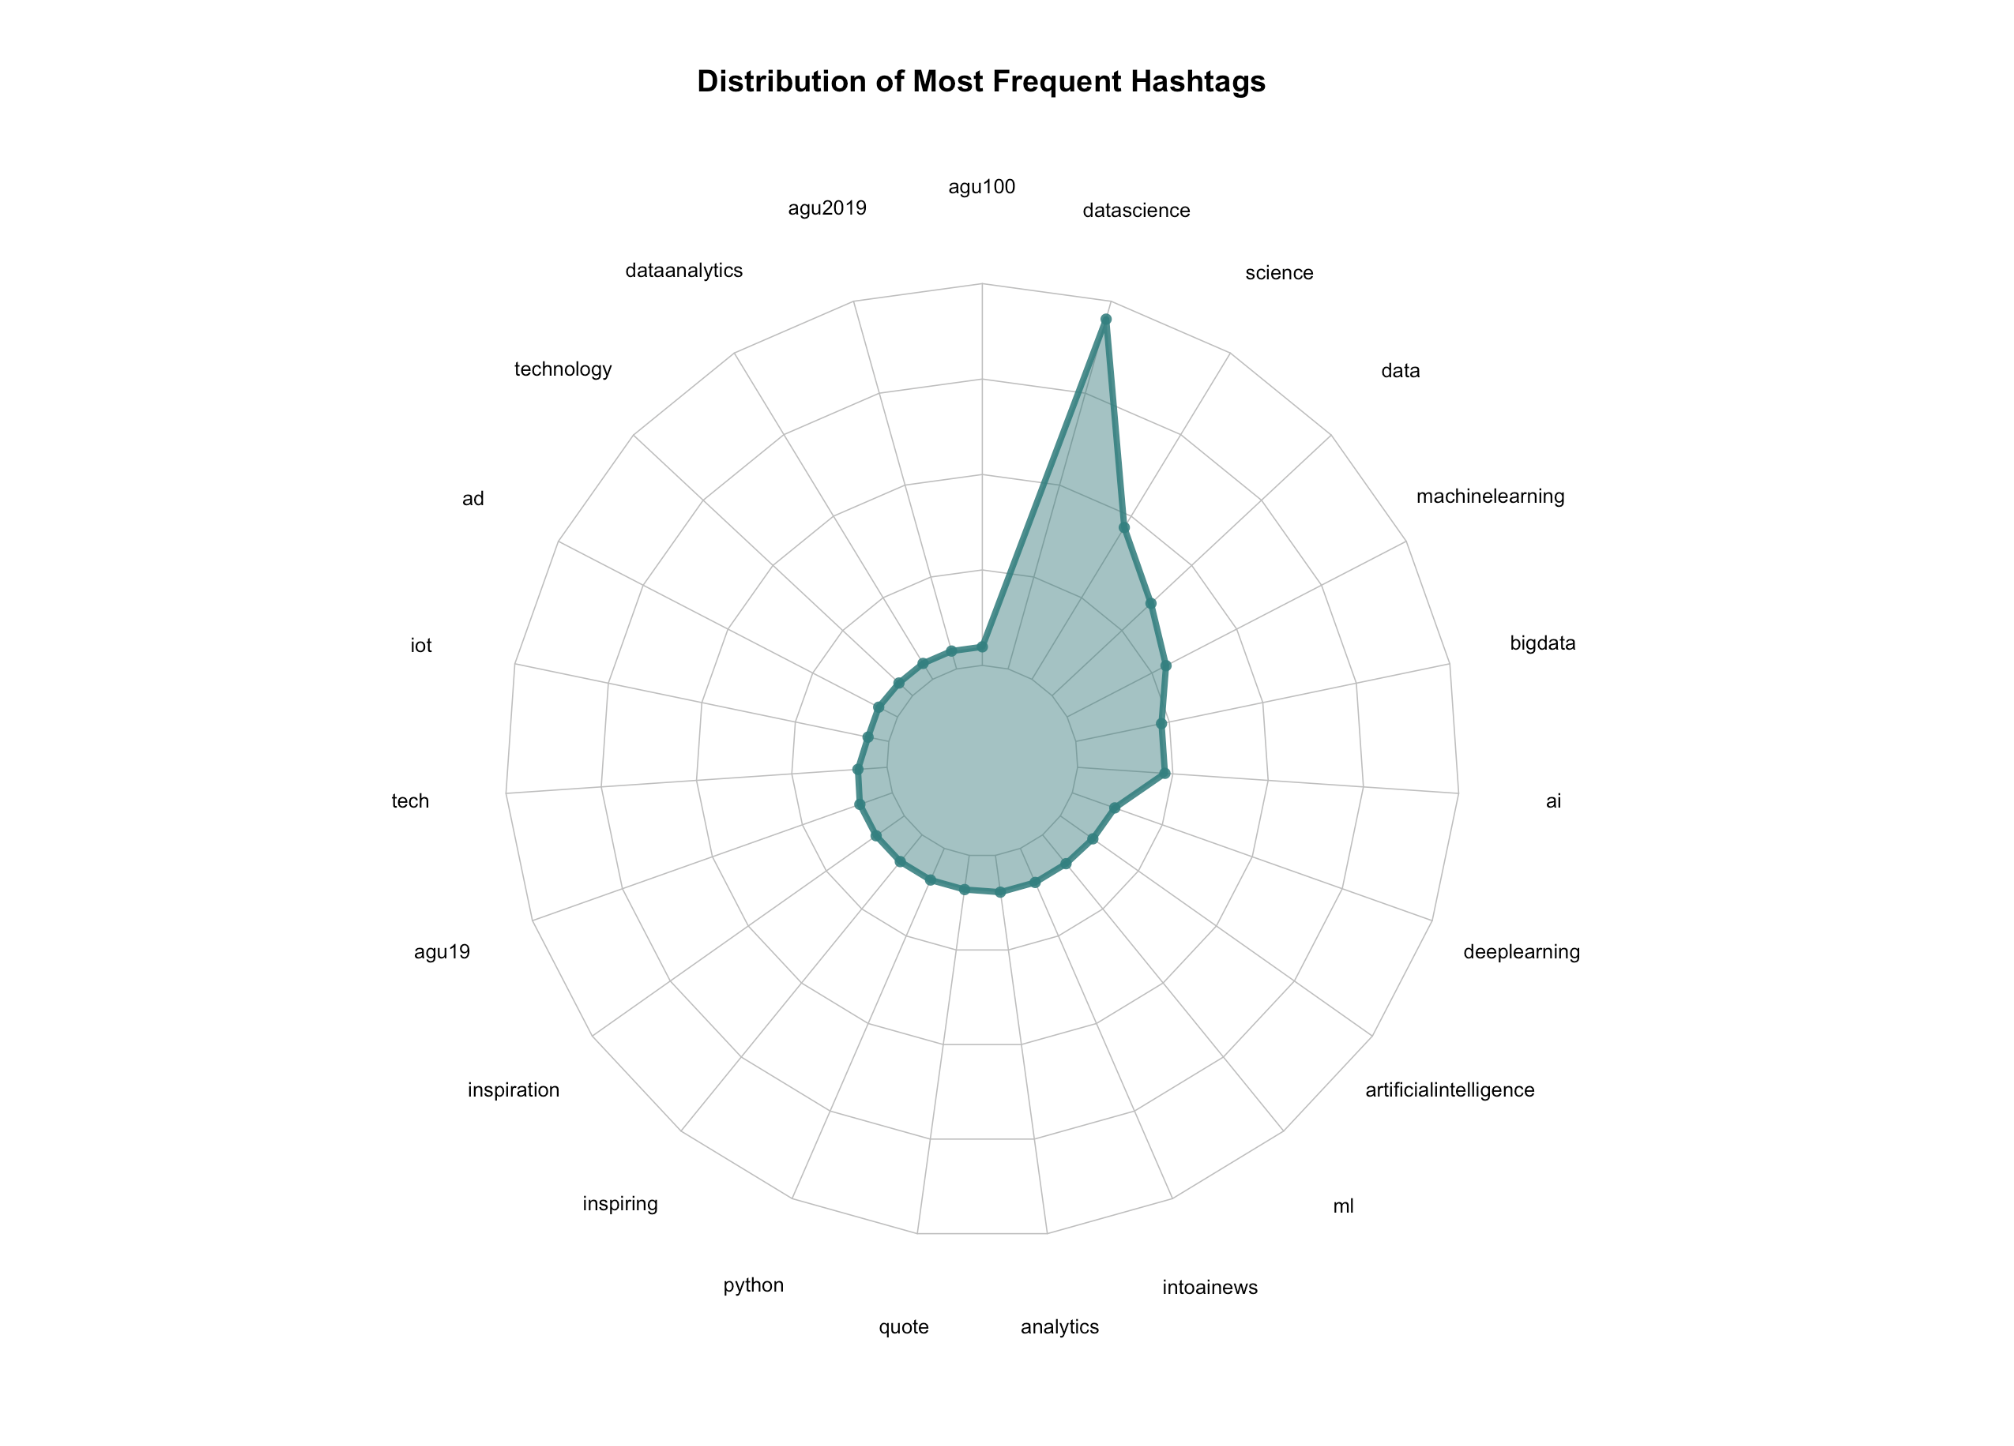 Distribution of Most Frequent Hashtags
agu100
agu2019
datascience
dataanalytics
science
technology
data
ad
machinelearning
iot
bigdata
tech
ai
agu19
deeplearning
inspiration
artificialintelligence
inspiring
ml
python
intoainews
quote
analytics